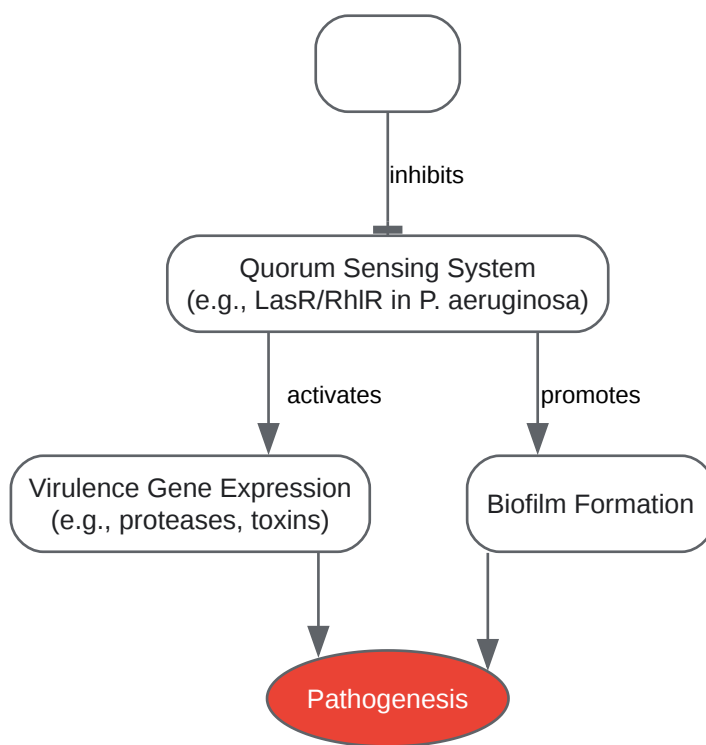 inhibits
Quorum Sensing System
(e.g., LasR/RhlR in P. aeruginosa)
activates
promotes
Virulence Gene Expression
(e.g., proteases, toxins)
Biofilm Formation
Pathogenesis